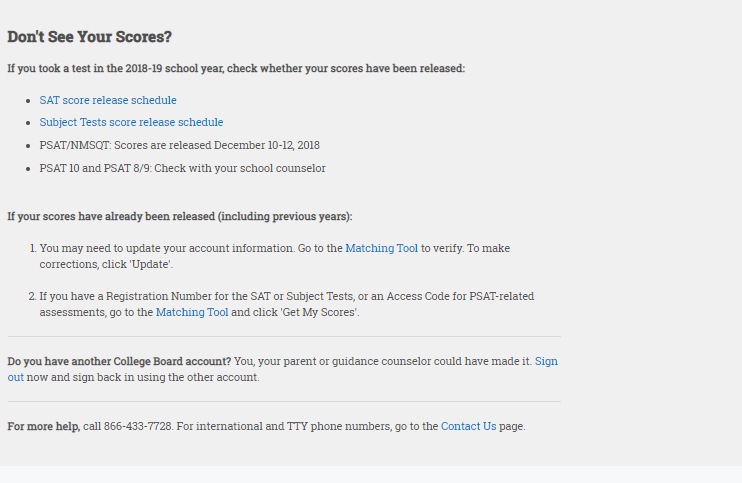 Don't See Your Scores?
If you took a test in the 2018-19 school year, check whether your scores have been released:
• SAT score release schedule
• Subject Tests score release schedule
• PSAT/NMSQT: Scores are released December 10-12, 2018
• PSAT 10 and PSAT 8/9: Check with your school counselor
If your scores have already been released (including previous years):
1. You may need to update your account information. Go to the Matching Tool to verify. To make
corrections, click 'Update'.
2. If you have a Registration Number for the SAT or Subject Tests, or an Access Code for PSAT-related
assessments, go to the Matching Tool and click 'Get My Scores'.
Do you have another College Board account? You, your parent or guidance counselor could have made it. Sign
out now and sign back in using the other account.
For more help, call 866-433-7728. For international and TTY phone numbers, go to the Contact Us page.